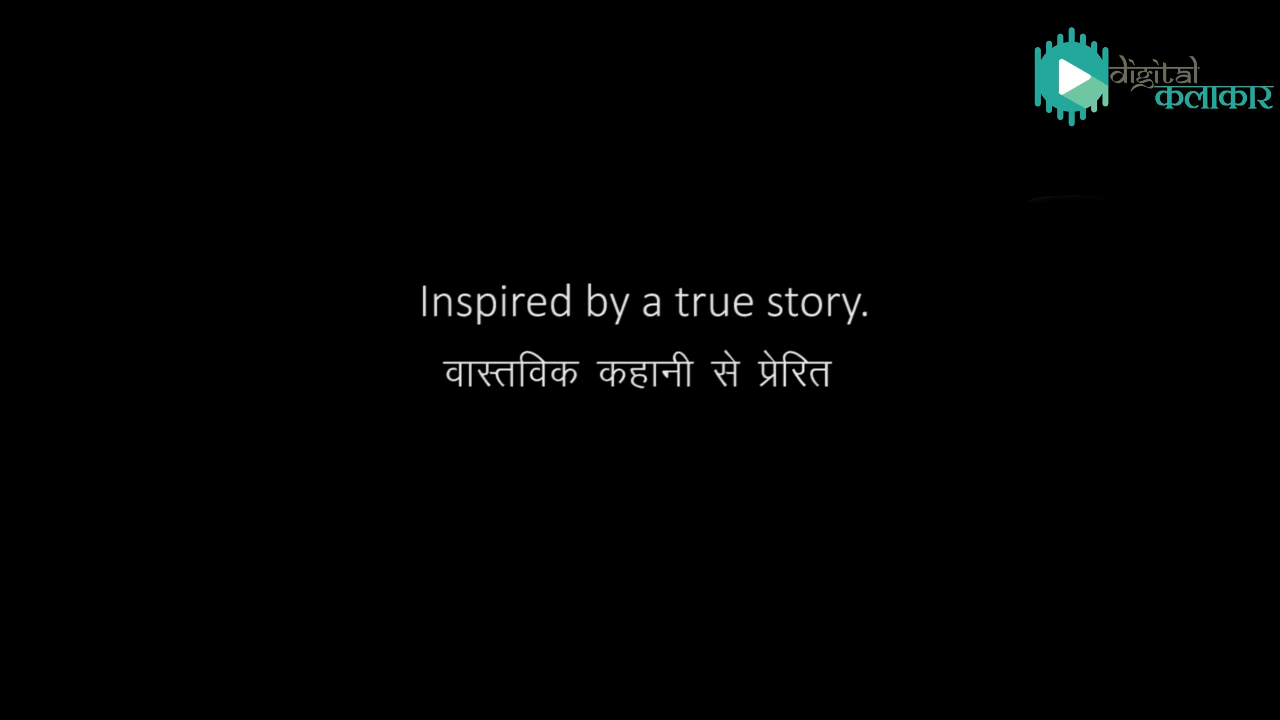 digital
कलाकार
Inspired by a true story.
वास्तविक कहानी से प्रेरित